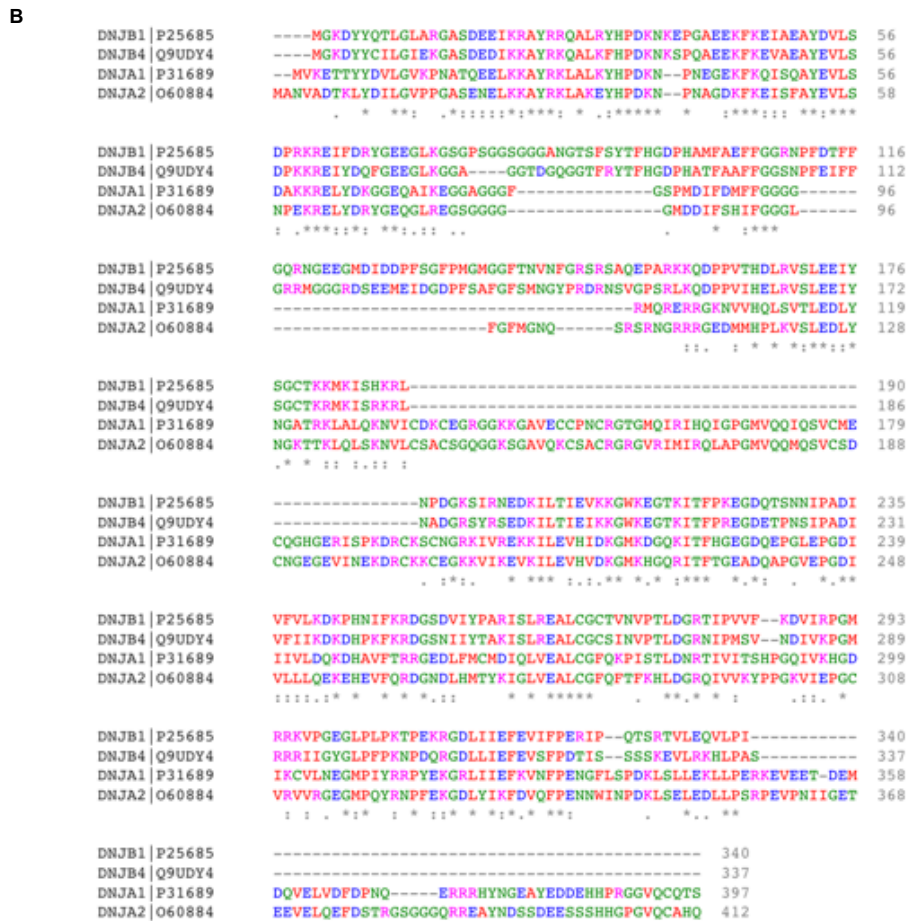 B
DNJB1|P25685 ----MGKDYYQTLGLARGASDEEIKRAYRRQALRYHPDKNKEPGAEEKFKEIAEAYDVLS 56
DNJB4|Q9UDY4 ----MGKDYYCILGIEKGASDEDIKKAYRKQALKFHPDKNKSPQAEEKFKEVAEAYEVLS 56
DNJA1|P31689 --MVKETTYYDVLGVKPNATQEELKKAYRKLALKYHPDKN--PNEGEKFKQISQAYEVLS 56
DNJA2|O60884 MANVADTKLYDILGVPPGASENELKKAYRKLAKEYHPDKN--PNAGDKFKEISFAYEVLS 58
. * **: .*:::::*:***: * .:***** * :***:::: **:***
DNJB1|P25685 DPRKREIFDRYGEEGLKGSGPSGGSGGGANGTSFSYTFHGDPHAMFAEFFGGRNPFDTFF 116
DNJB4|Q9UDY4 DPKKREIYDQFGEEGLKGGA----GGTDGQGGTFRYTFHGDPHATFAAFFGGSNPFEIFF 112
DNJA1|P31689 DAKKRELYDKGGEQAIKEGGAGGGF--------------GSPMDIFDMFFGGGG------ 96
DNJA2|O60884 NPEKRELYDRYGEQGLREGSGGGG---------------GMDDIFSHIFGGGL------ 96
: .***::*: **:.:: .. . * :***
DNJB1|P25685 GQRNGEEGMDIDDPFSGFPMGMGGFTNVNFGRSRSAQEPARKKQDPPVTHDLRVSLEEIY 176
DNJB4|Q9UDY4 GRRMGGGRDSEEMEIDGDPFSAFGFSMNGYPRDRNSVGPSRLKQDPPVIHELRVSLEEIY 172
DNJA1|P31689 -------------------------------------RMQRERRGKNVVHQLSVTLEDLY 119
DNJA2|O60884 ----------------------FGFMGNQ------SRSRNGRRRGEDMMHPLKVSLEDLY 128
::. : * * *:**::*
DNJB1|P25685 SGCTKKMKISHKRL---------------------------------------------- 190
DNJB4|Q9UDY4 SGCTKRMKISRKRL---------------------------------------------- 186
DNJA1|P31689 NGATRKLALQKNVICDKCEGRGGKKGAVECCPNCRGTGMQIRIHQIGPGMVQQIQSVCME 179
DNJA2|O60884 NGKTTKLQLSKNVLCSACSGQGGKSGAVQKCSACRGRGVRIMIRQLAPGMVQQMQSVCSD 188
.* * :: :.:: :
DNJB1|P25685 ---------------NPDGKSIRNEDKILTIEVKKGWKEGTKITFPKEGDQTSNNIPADI 235
DNJB4|Q9UDY4 ---------------NADGRSYRSEDKILTIEIKKGWKEGTKITFPREGDETPNSIPADI 231
DNJA1|P31689 CQGHGERISPKDRCKSCNGRKIVREKKILEVHIDKGMKDGQKITFHGEGDQEPGLEPGDI 239
DNJA2|O60884 CNGEGEVINEKDRCKKCEGKKVIKEVKILEVHVDKGMKHGQRITFTGEADQAPGVEPGDI 248
. :*:. * *** :.:.** *.* :*** *.*: . *.**
DNJB1|P25685 VFVLKDKPHNIFKRDGSDVIYPARISLREALCGCTVNVPTLDGRTIPVVF--KDVIRPGM 293
DNJB4|Q9UDY4 VFIIKDKDHPKFKRDGSNIIYTAKISLREALCGCSINVPTLDGRNIPMSV--NDIVKPGM 289
DNJA1|P31689 IIVLDQKDHAVFTRRGEDLFMCMDIQLVEALCGFQKPISTLDNRTIVITSHPGQIVKHGD 299
DNJA2|O60884 VLLLQEKEHEVFQRDGNDLHMTYKIGLVEALCGFQFTFKHLDGRQIVVKYPPGKVIEPGC 308
::::.:* * * * *.:: * * ***** . **.* * : .::. *
DNJB1|P25685 RRKVPGEGLPLPKTPEKRGDLIIEFEVIFPERIP--QTSRTVLEQVLPI----------- 340
DNJB4|Q9UDY4 RRRIIGYGLPFPKNPDQRGDLLIEFEVSFPDTIS--SSSKEVLRKHLPAS---------- 337
DNJA1|P31689 IKCVLNEGMPIYRRPYEKGRLIIEFKVNFPENGFLSPDKLSLLEKLLPERKEVEET-DEM 358
DNJA2|O60884 VRVVRGEGMPQYRNPFEKGDLYIKFDVQFPENNWINPDKLSELEDLLPSRPEVPNIIGET 368
: : . *:* : * ::* * *:*.* **: . *.. **
DNJB1|P25685 --------------------------------------------- 340
DNJB4|Q9UDY4 --------------------------------------------- 337
DNJA1|P31689 DQVELVDFDPNQ-----ERRRHYNGEAYEDDEHHPRGGVQCQTS 397
DNJA2|O60884 EEVELQEFDSTRGSGGGQRREAYNDSSDEESSSHHGPGVQCAHQ 412